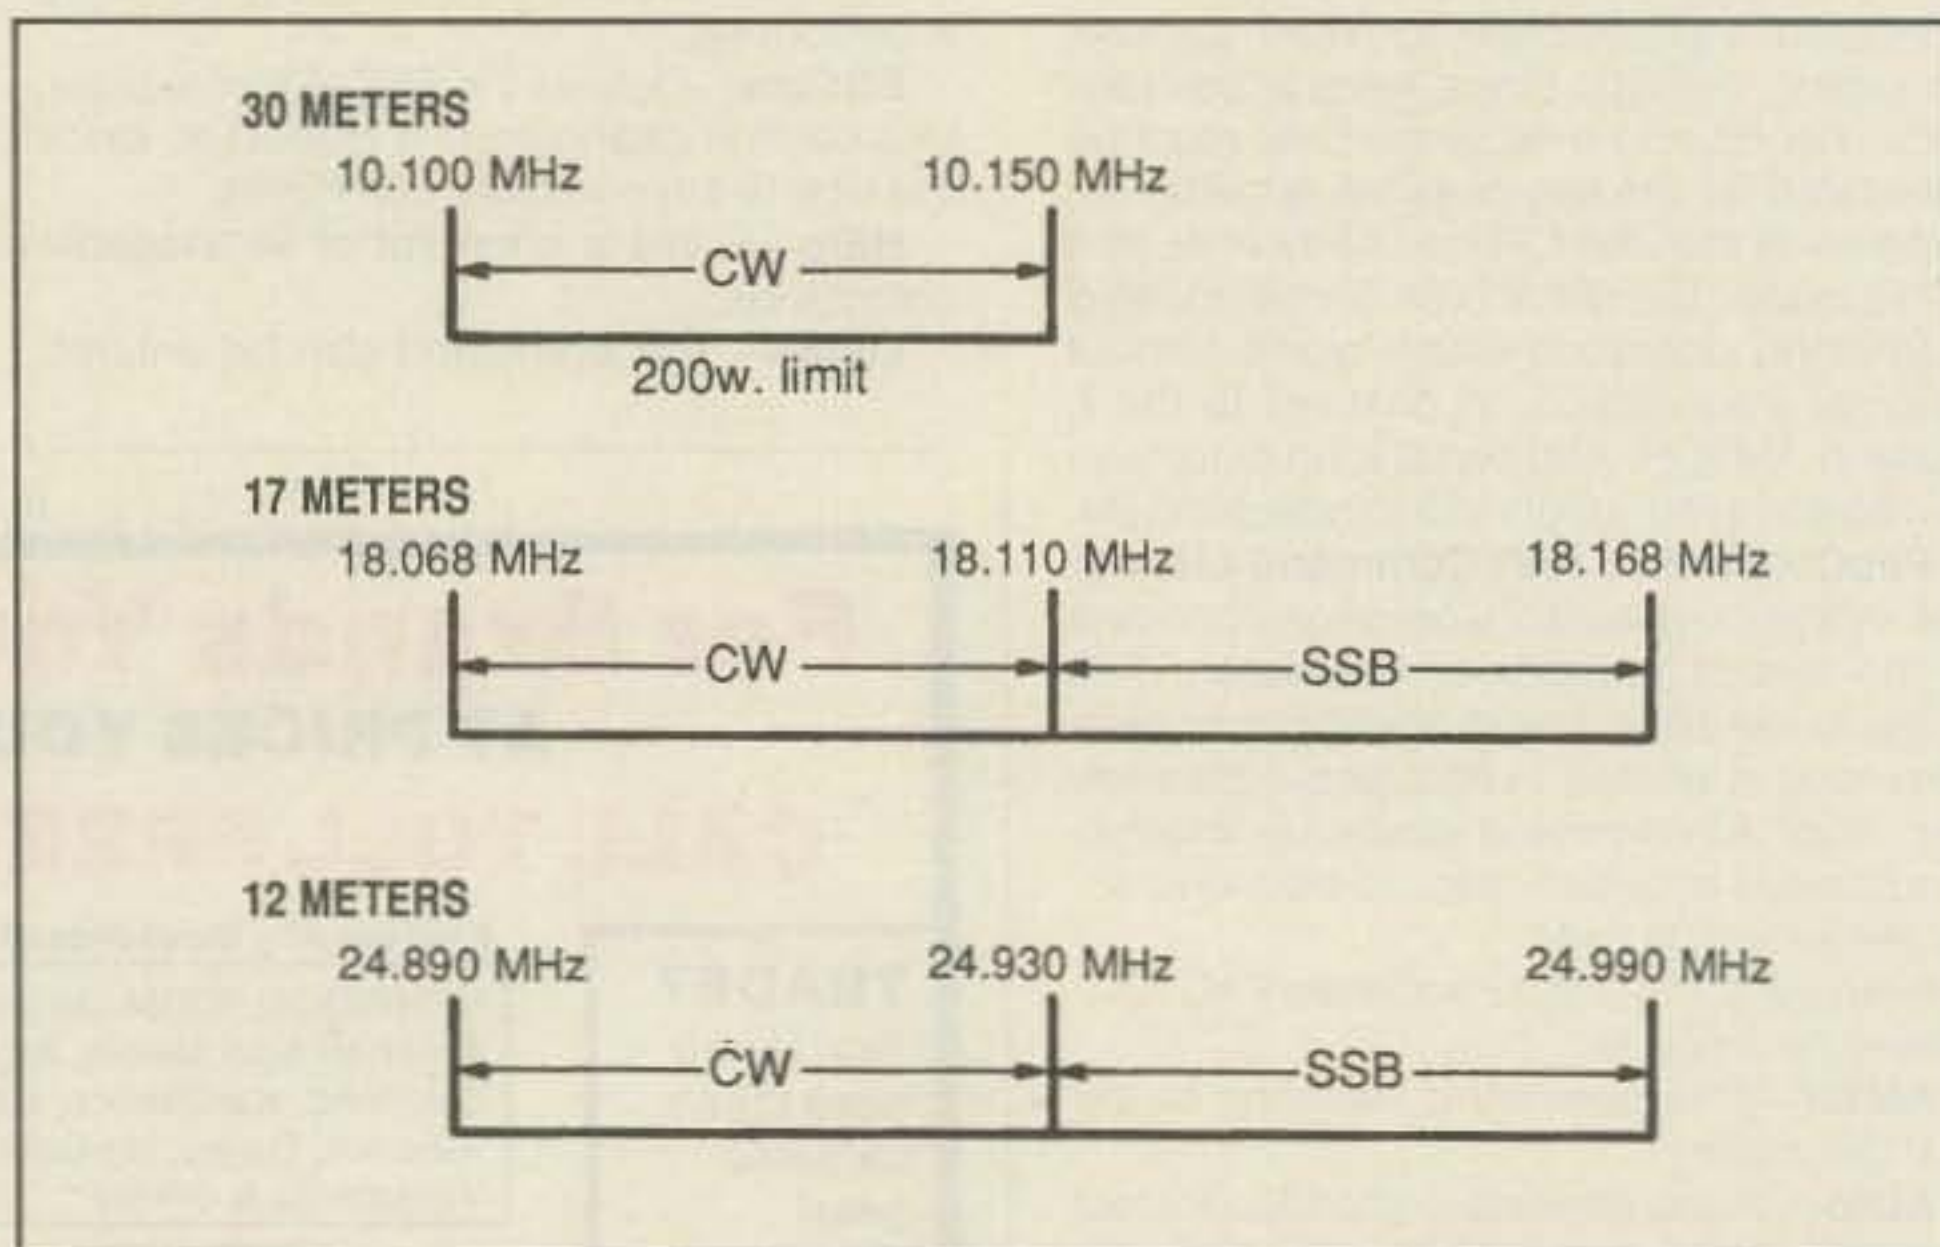 30 METERS
10.100 MHz 10.150 MHz
CW
200w. limit
17 METERS
18.068 MHz 18.110 MHz 18.168 MHz
CW SSB
12 METERS
24.890 MHz 24.930 MHz 24.990 MHz
CW SSB